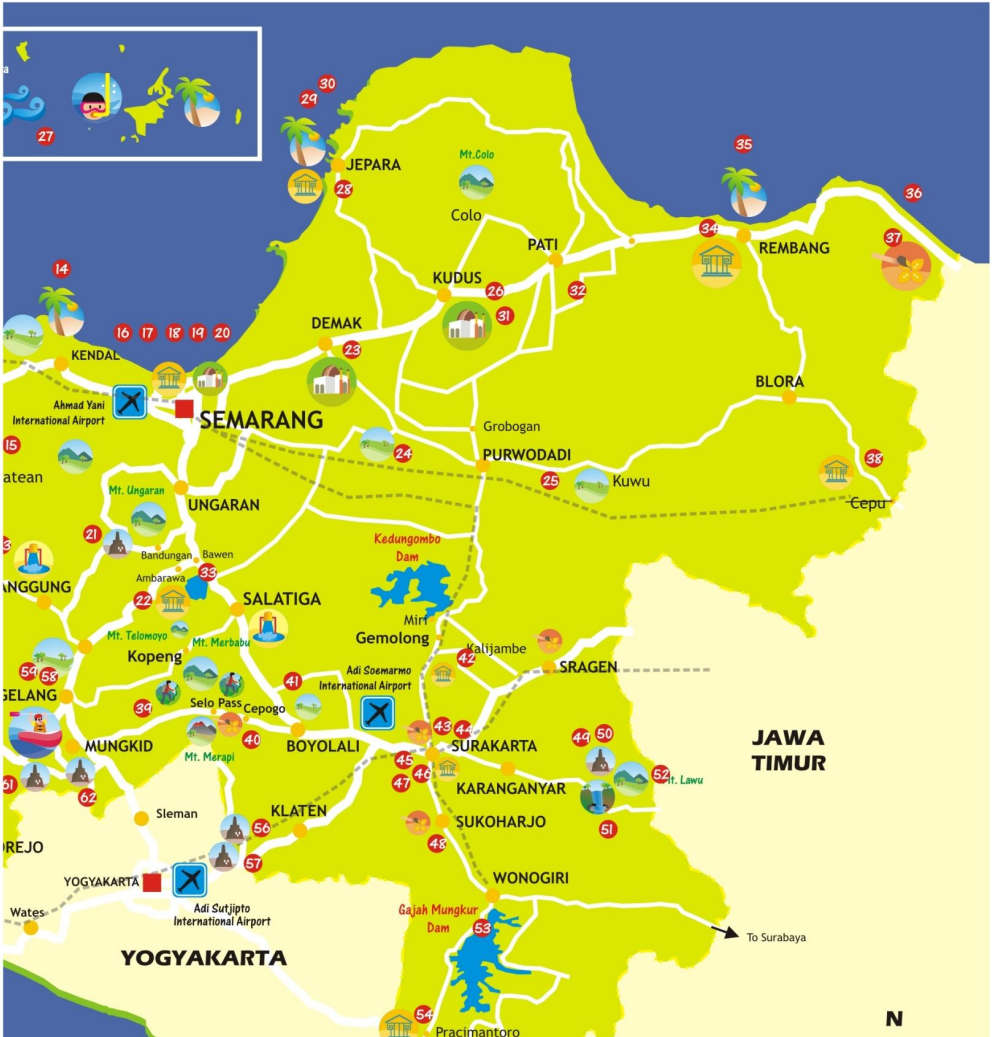 a
27
30
29
JEPARA
28
Mt.Colo
Colo
35
36
34
REMBANG
37
PATI
KUDUS
26
32
31
14
16
17
18
19
20
DEMAK
23
KENDAL
Ahmad Yani
International Airport
SEMARANG
BLORA
15
atean
Grobogan
24
PURWODADI
25
Kuwu
38
Cepu
Mt. Ungaran
UNGARAN
21
Bandungan
Bawen
Ambarawa
33
3
ANGGUNG
22
SALATIGA
Kedungombo
Dam
Miri
Gemolong
Kalijambe
42
SRAGEN
Mt. Telomoyo
Mt. Merbabu
Kopeng
59
58
GELANG
39
Selo Pass
Cepogo
40
41
Adi Soemarmo
International Airport
BOYOLALI
MUNGKID
Mt. Merapi
61
62
43
44
SURAKARTA
45
46
47
KARANGANYAR
49
50
52
Mt. Lawu
51
JAWA
TIMUR
Sleman
KLATEN
56
57
SUKOHARJO
48
OREJO
YOGYAKARTA
Adi Sutjipto
International Airport
Wates
YOGYAKARTA
WONOGIRI
Gajah Mungkur
Dam
53
To Surabaya
54
Pracimantoro
N